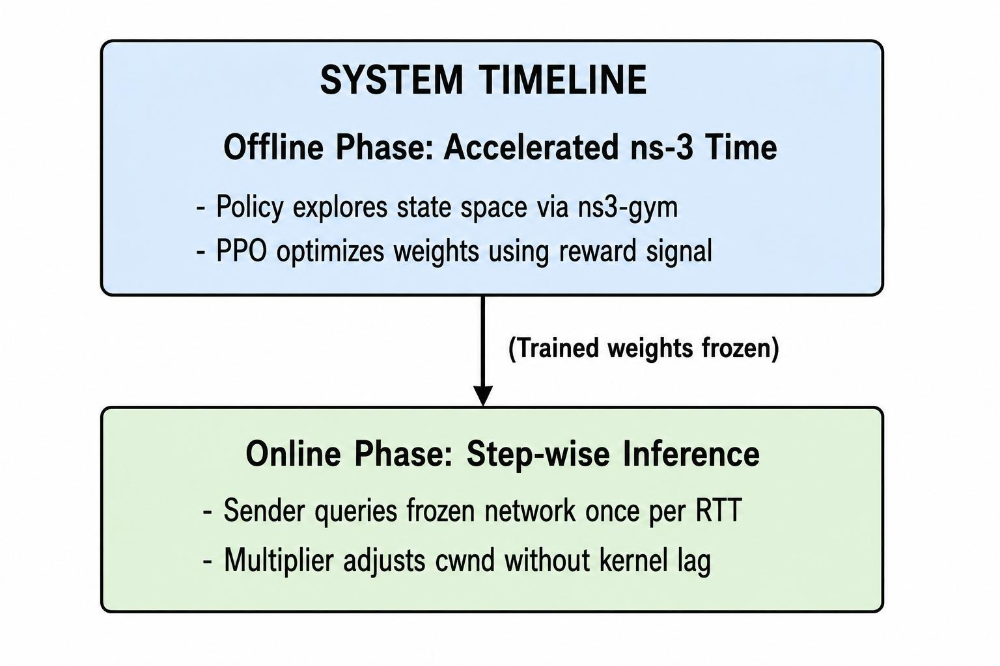 SYSTEM TIMELINE
Offline Phase: Accelerated ns-3 Time
- Policy explores state space via ns3-gym
- PPO optimizes weights using reward signal
(Trained weights frozen)
Online Phase: Step-wise Inference
- Sender queries frozen network once per RTT
- Multiplier adjusts cwnd without kernel lag